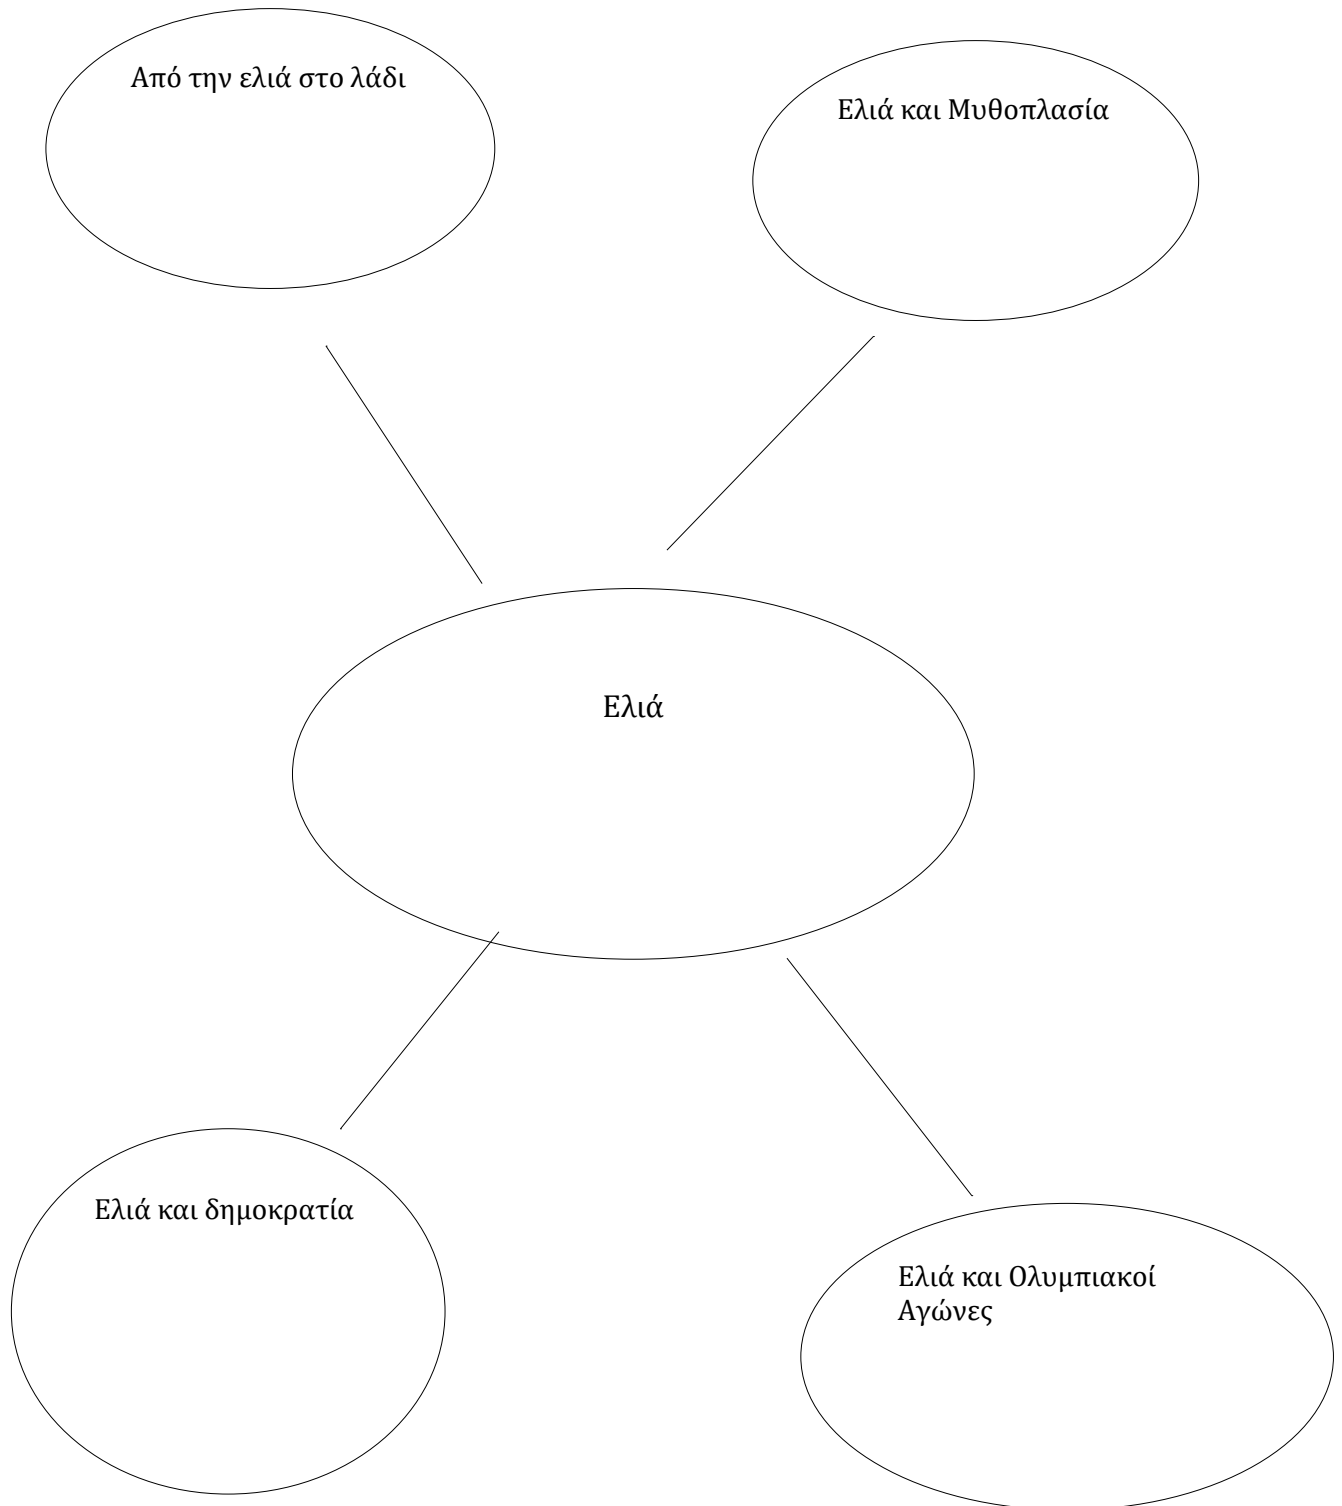 Από την ελιά στο λάδι
Ελιά και Μυθοπλασία
Ελιά
Ελιά και δημοκρατία
Ελιά και Ολυμπιακοί
Αγώνες